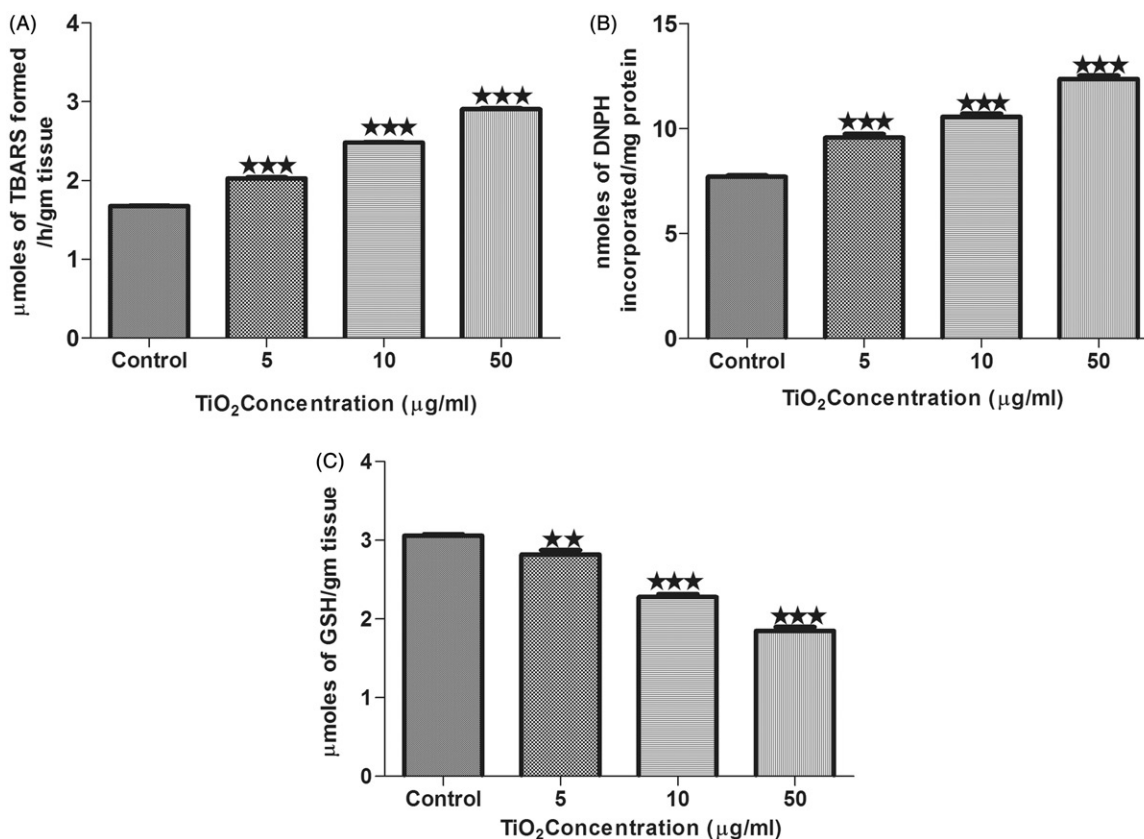 (A)
μmoles of TBARS formed
/h/gm tissue
4
3
2
1
0
★★★
★★★
★★★
Control 5 10 50
TiO₂Concentration (μg/ml)
(B)
nmoles of DNPH
incorporated/mg protein
15
10
5
0
★★★
★★★
★★★
Control 5 10 50
TiO₂Concentration (μg/ml)
(C)
μmoles of GSH/gm tissue
4
3
2
1
0
★★
★★★
★★★
Control 5 10 50
TiO₂Concentration (μg/ml)